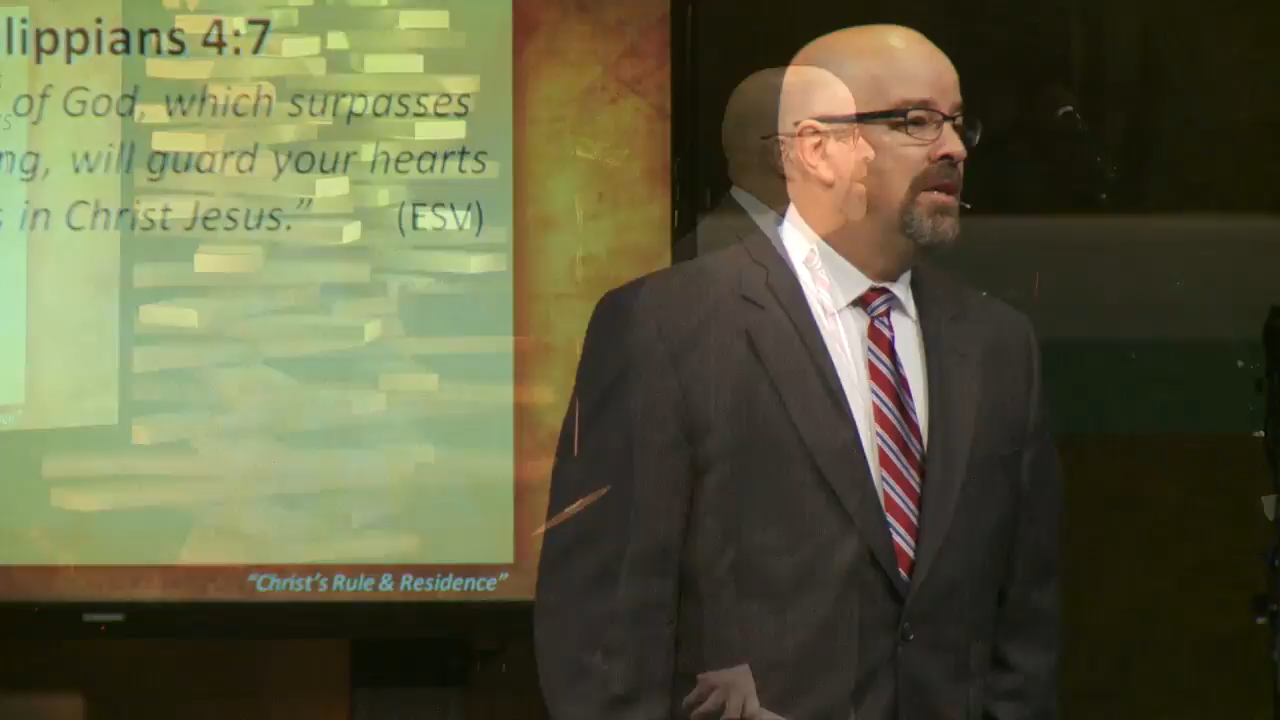 lippians 4:7
of God, which surpasses
ng, will guard your hearts
s in Christ Jesus.” (ESV)
“Christ’s Rule & Residence”